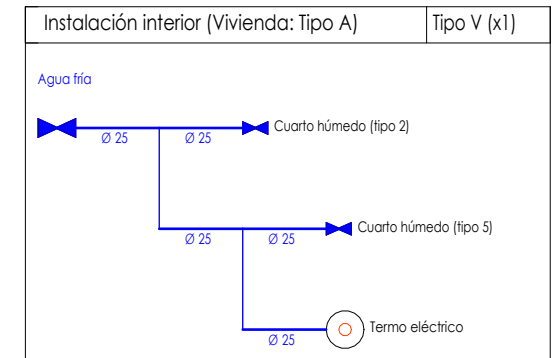 Instalación interior (Vivienda: Tipo A)
Tipo V (x1)
Agua fría
Ø 25
Ø 25
Cuarto húmedo (tipo 2)
Ø 25
Ø 25
Cuarto húmedo (tipo 5)
Ø 25
Termo eléctrico